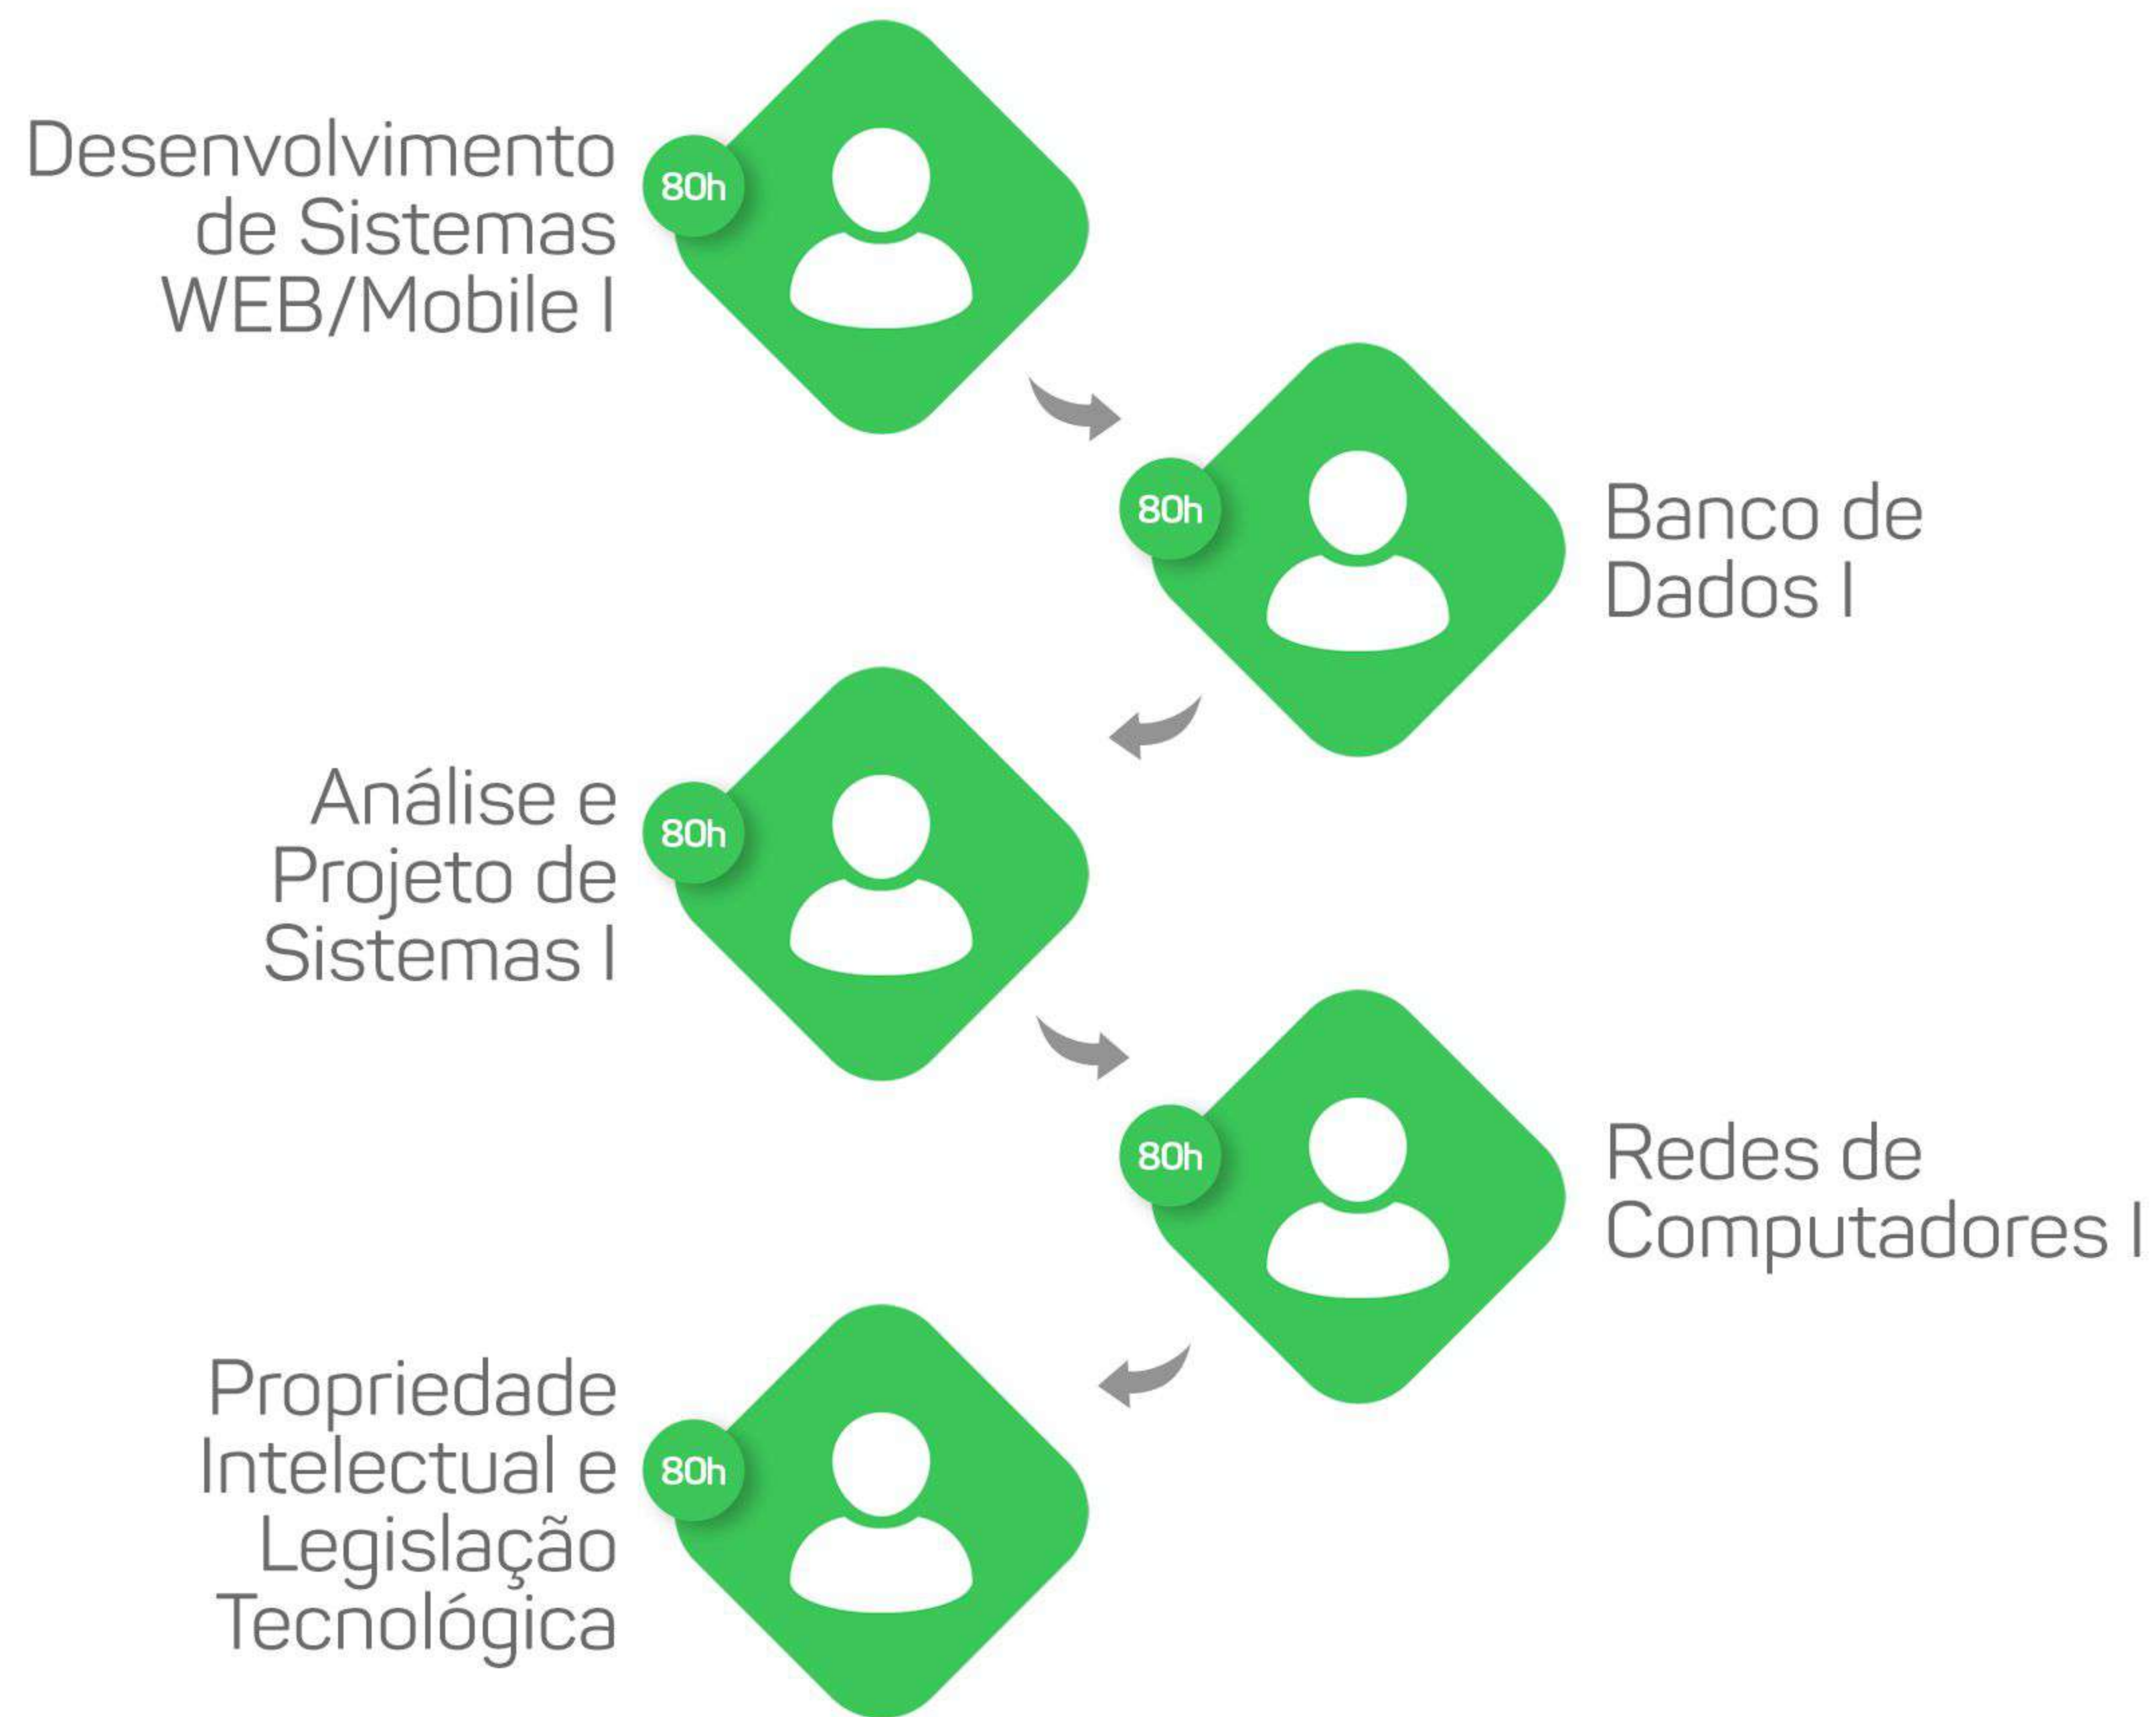 Desenvolvimento
de Sistemas
WEB/Mobile I
80h
80h
Banco de
Dados I
Análise e
Projeto de
Sistemas I
80h
80h
Redes de
Computadores I
Propriedade
Intelectual e
Legislação
Tecnológica
80h